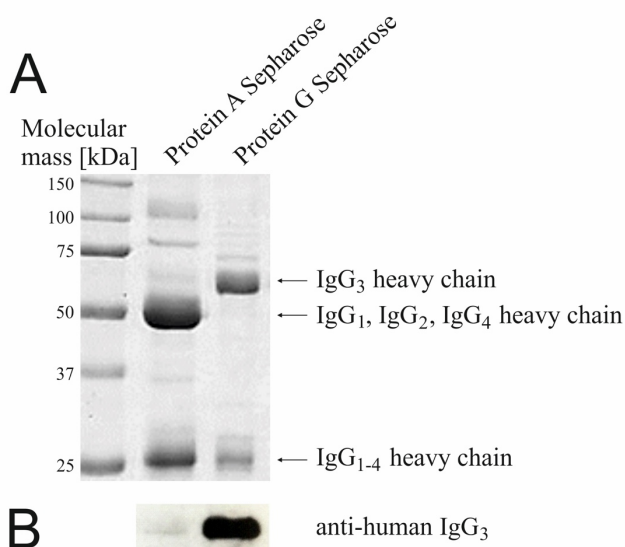 A
Protein A Sepharose
Protein G Sepharose
Molecular
mass [kDa]
150
100
75
50
37
25
IgG₃ heavy chain
IgG₁, IgG₂, IgG₄ heavy chain
IgG₁₋₄ heavy chain
B
anti-human IgG₃